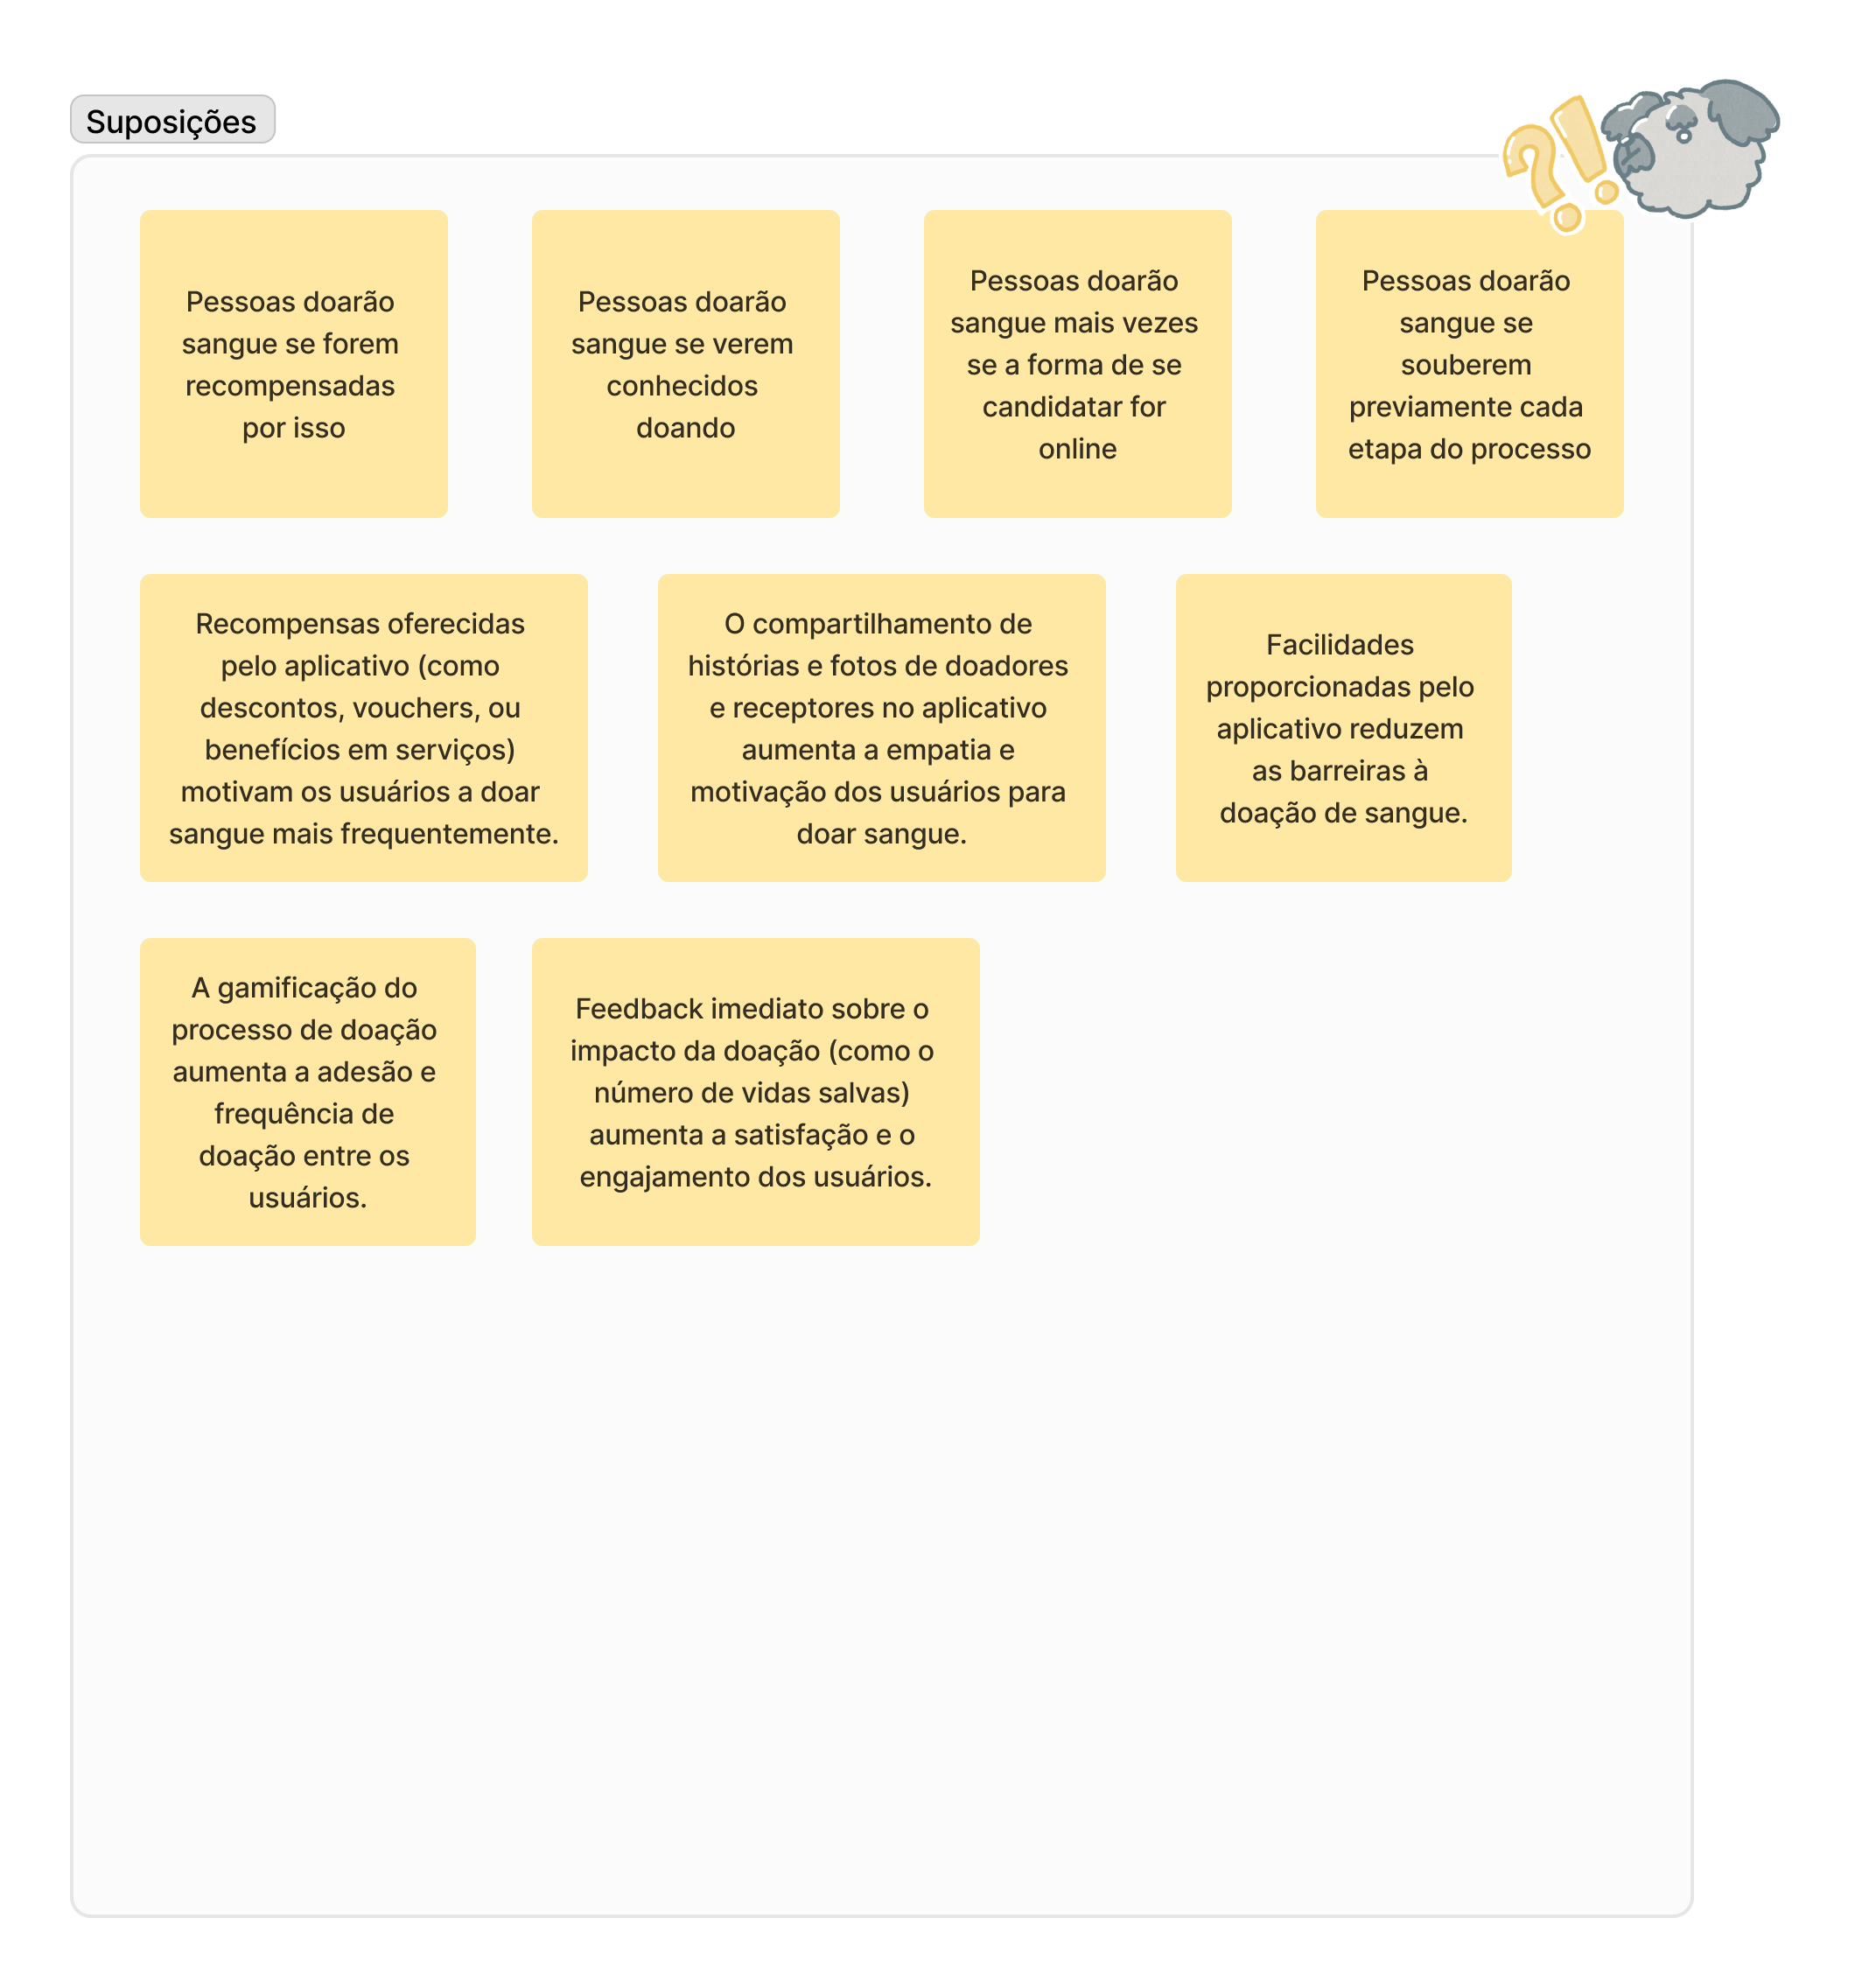 Suposições
Pessoas doarão
sangue se forem
recompensadas
por isso
Pessoas doarão
sangue se verem
conhecidos
doando
Pessoas doarão
sangue mais vezes
se a forma de se
candidatar for
online
Pessoas doarão
sangue se
souberem
previamente cada
etapa do processo
Recompensas oferecidas
pelo aplicativo (como
descontos, vouchers, ou
benefícios em serviços)
motivam os usuários a doar
sangue mais frequentemente.
O compartilhamento de
histórias e fotos de doadores
e receptores no aplicativo
aumenta a empatia e
motivação dos usuários para
doar sangue.
Facilidades
proporcionadas pelo
aplicativo reduzem
as barreiras à
doação de sangue.
A gamificação do
processo de doação
aumenta a adesão e
frequência de
doação entre os
usuários.
Feedback imediato sobre o
impacto da doação (como o
número de vidas salvas)
aumenta a satisfação e o
engajamento dos usuários.
?!